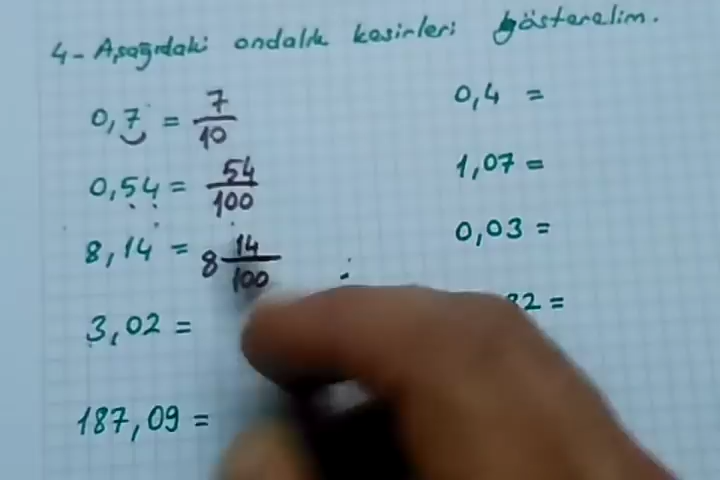 4- Aşağıdaki ondalık kesirleri gösterelim.
0,7 = 7/10
0,54 = 54/100
8,14 = 8 14/100
3,02 =
187,09 =
0,4 =
1,07 =
0,03 =